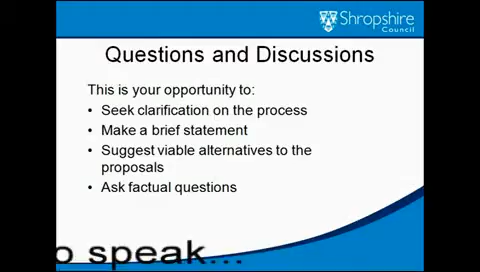 Shropshire
Council
Questions and Discussions
This is your opportunity to:
• Seek clarification on the process
• Make a brief statement
• Suggest viable alternatives to the
proposals
• Ask factual questions
o speak...